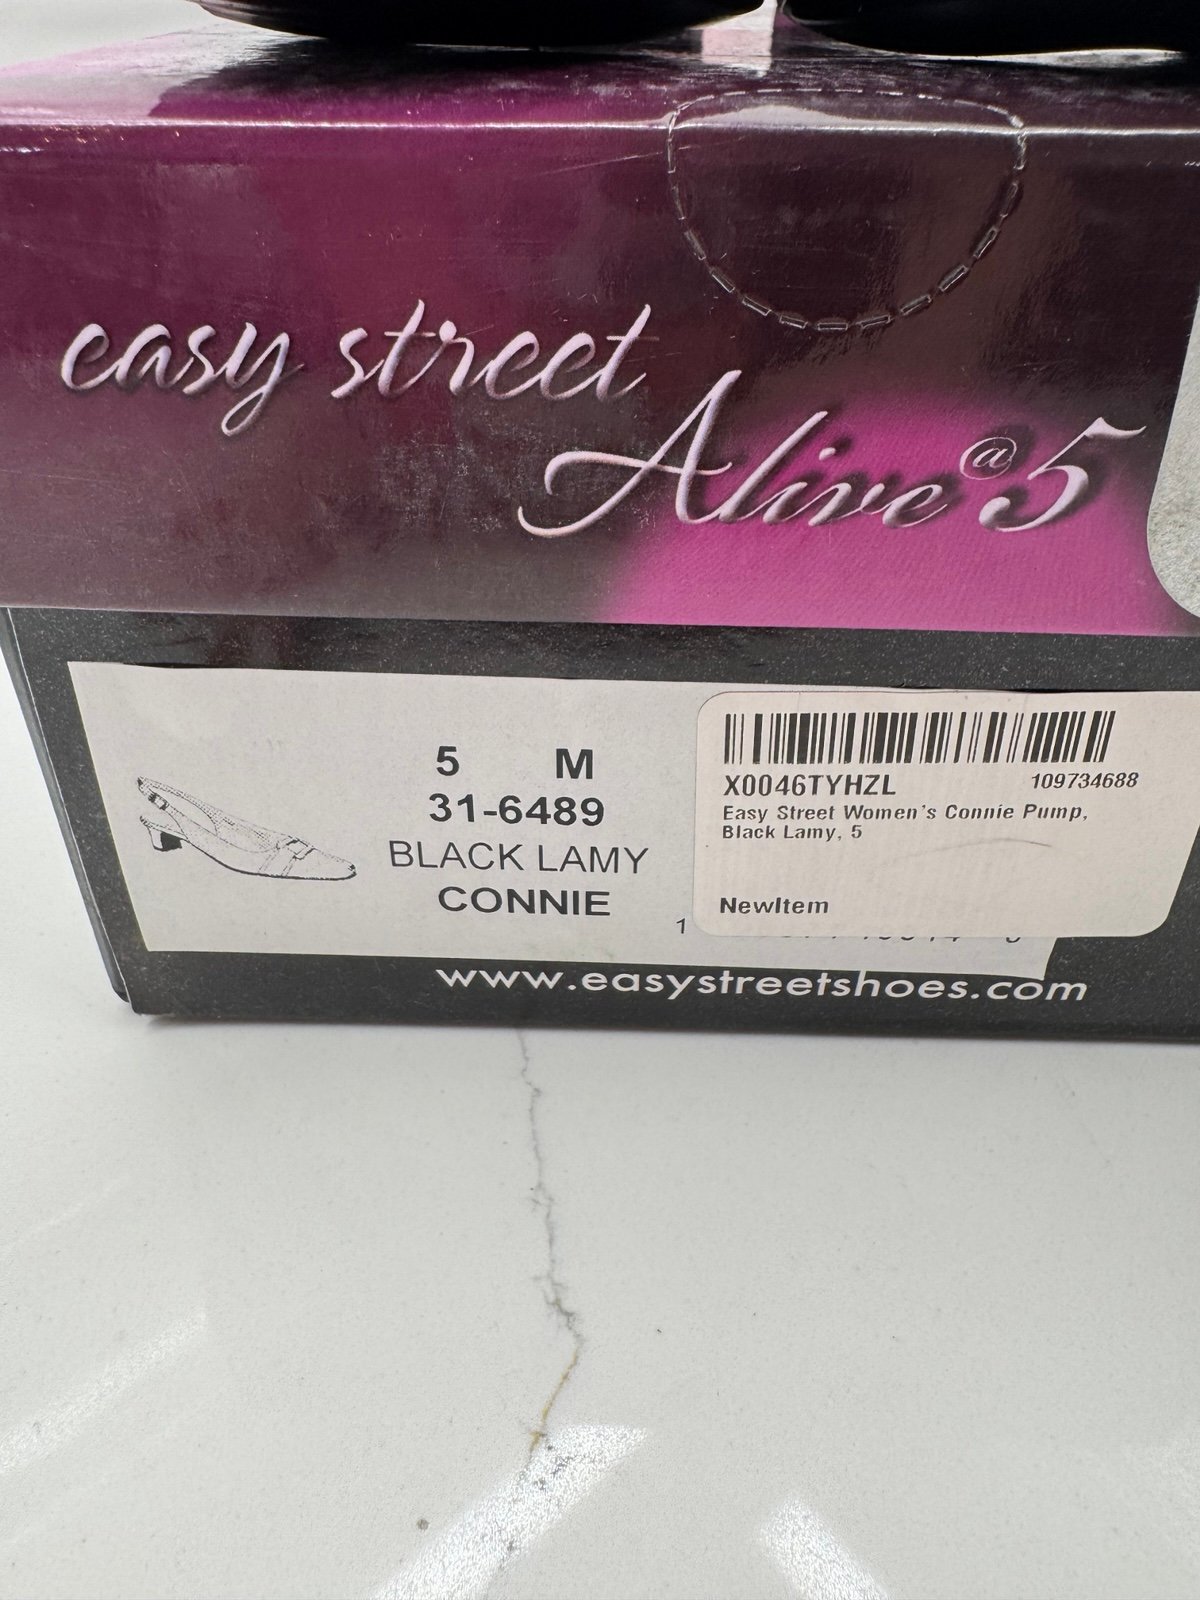 easy street
Alive @ 5
5 M
31-6489
BLACK LAMY
CONNIE
1
X0046TYHZL 109734688
Easy Street Women's Connie Pump,
Black Lamy, 5
NewItem
www.easystreetshoes.com